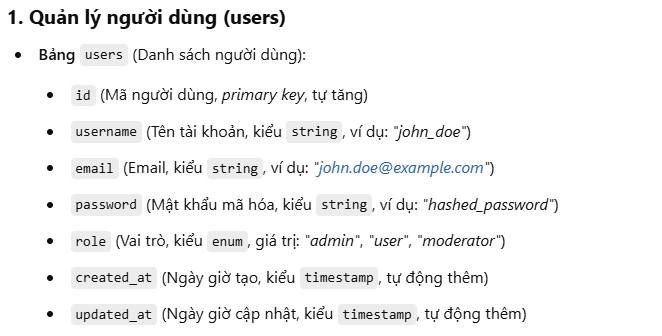 1. Quản lý người dùng (users)
Bảng users (Danh sách người dùng):
id (Mã người dùng, primary key, tự tăng)
username (Tên tài khoản, kiểu string, ví dụ: "john_doe")
email (Email, kiểu string, ví dụ: "john.doe@example.com")
password (Mật khẩu mã hóa, kiểu string, ví dụ: "hashed_password")
role (Vai trò, kiểu enum, giá trị: "admin", "user", "moderator")
created_at (Ngày giờ tạo, kiểu timestamp, tự động thêm)
updated_at (Ngày giờ cập nhật, kiểu timestamp, tự động thêm)